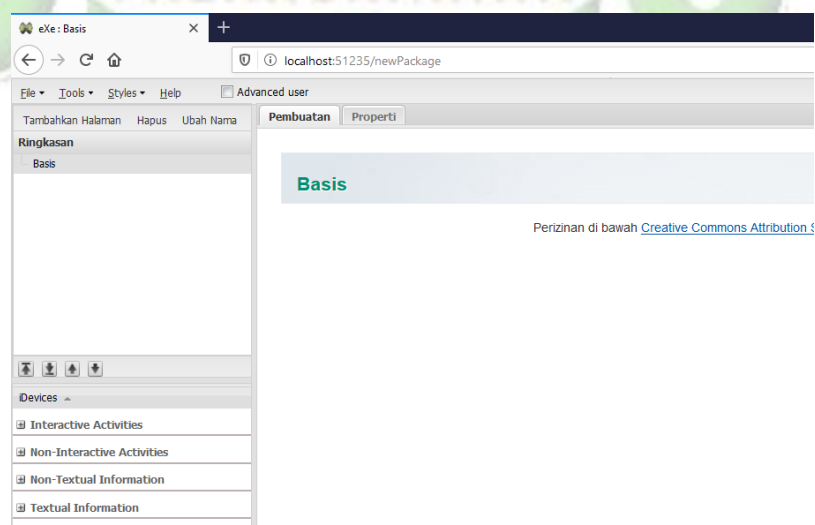 eXe : Basis
localhost:51235/newPackage
File Tools Styles Help Advanced user
Tambahkan Halaman Hapus Ubah Nama Pembuatan Properti
Ringkasan
Basis
Basis
Perizinan di bawah Creative Commons Attribution
iDevices
Interactive Activities
Non-Interactive Activities
Non-Textual Information
Textual Information